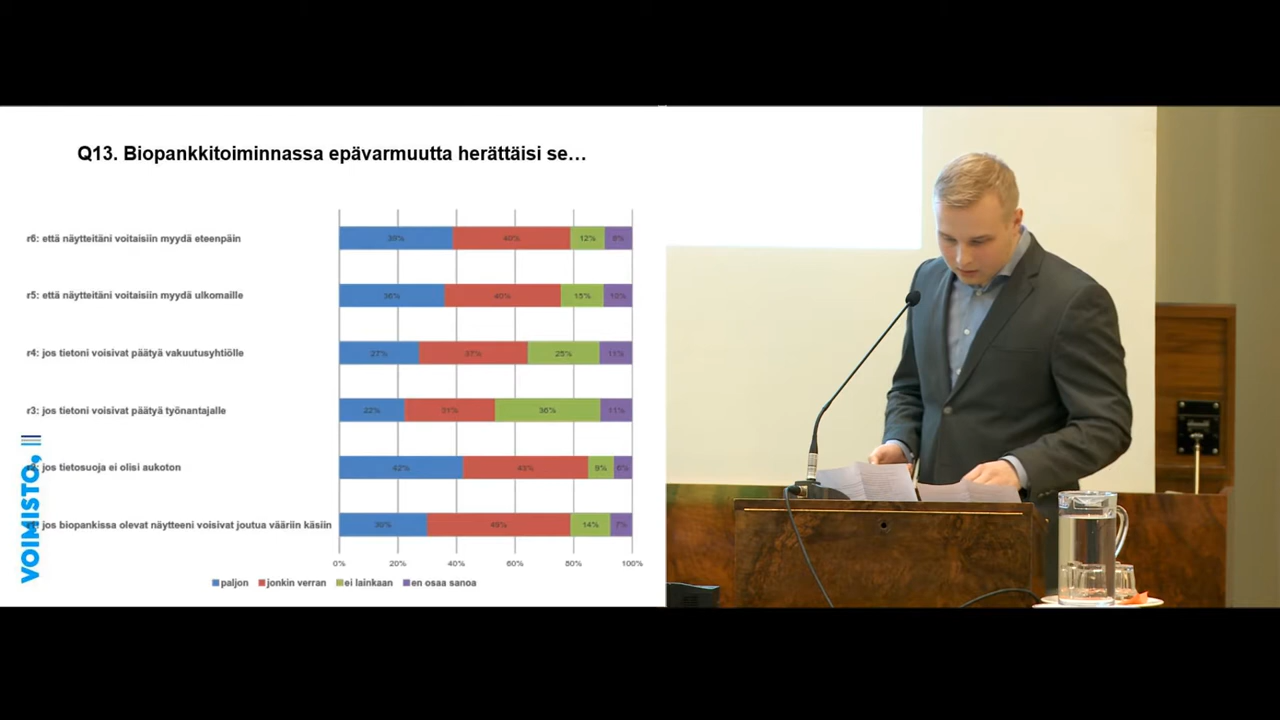 Q13. Biopankkitoiminnassa epävarmuutta herättäisi se…
r6: että näytteitäni voitaisiin myydä eteenpäin
40% 12%
r5: että näytteitäni voitaisiin myydä ulkomaille
36% 40% 15% 10%
r4: jos tietoni voisivat päätyä vakuutusyhtiölle
27% 37% 25% 11%
r3: jos tietoni voisivat päätyä työnantajalle
22% 31% 36% 11%
jos tietosuoja ei olisi aukoton
42% 43% 9% 6%
jos biopankissa olevat näytteeni voisivat joutua vääriin käsiin
49% 14% 7%
0% 20% 40% 60% 80% 100%
paljon jonkin verran ei lainkaan en osaa sanoa
VOIMISTO,